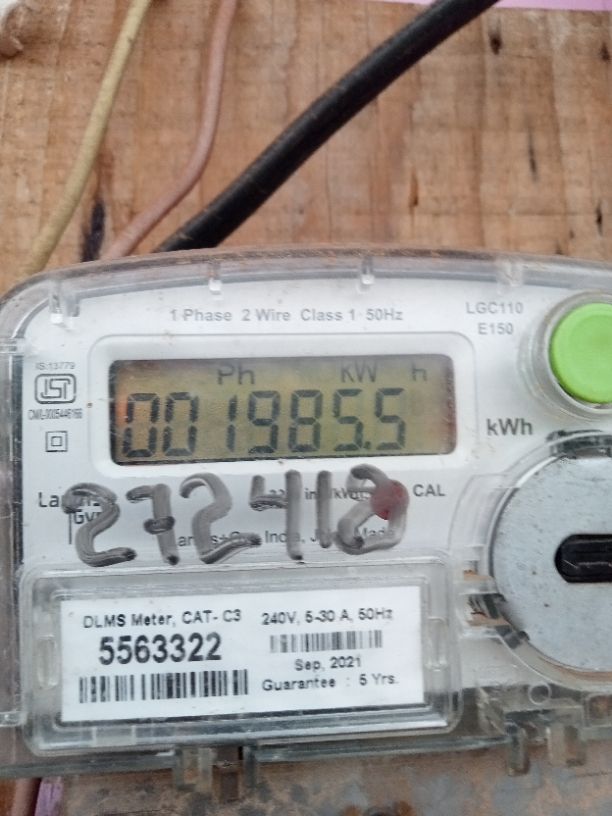 1 Phase 2 Wire Class 1 50Hz
LGC110
E150
IS:13779
ISI
Ph kW h
001985.5
kWh
CAL
272412
DLMS Meter, CAT- C3
5563322
240V, 5-30 A, 50Hz
Sep, 2021
Guarantee : 5 Yrs.